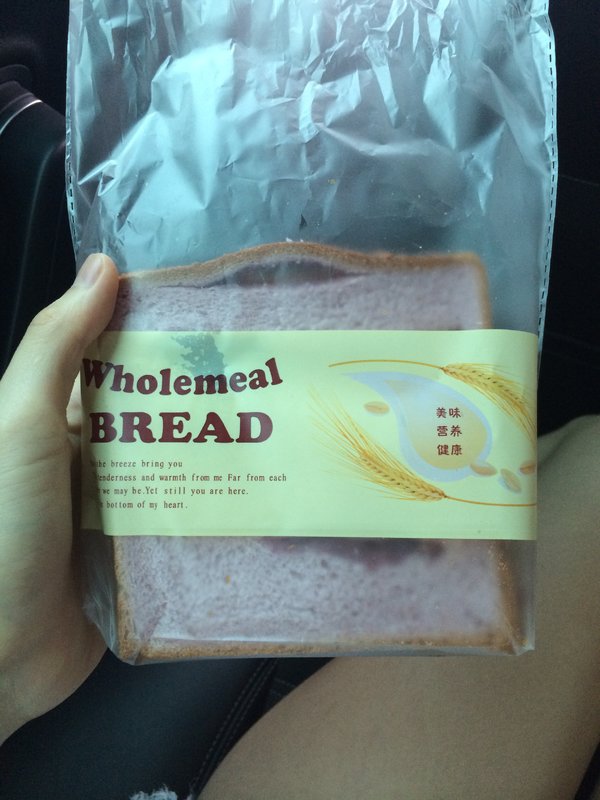 Wholemeal
BREAD
the breeze bring you
tenderness and warmth from me Far from each
we may be.Yet still you are here.
bottom of my heart.
美味
营养
健康